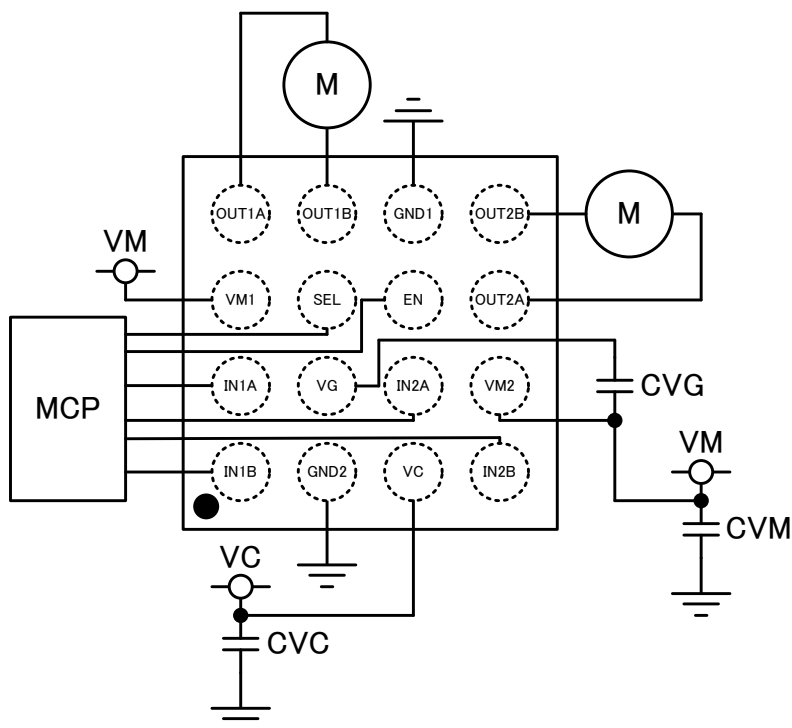 M
OUT1A OUT1B GND1 OUT2B M
VM
VM1 SEL EN OUT2A
MCP IN1A VG IN2A VM2 CVG
VM
IN1B GND2 VC IN2B
CVM
VC
CVC